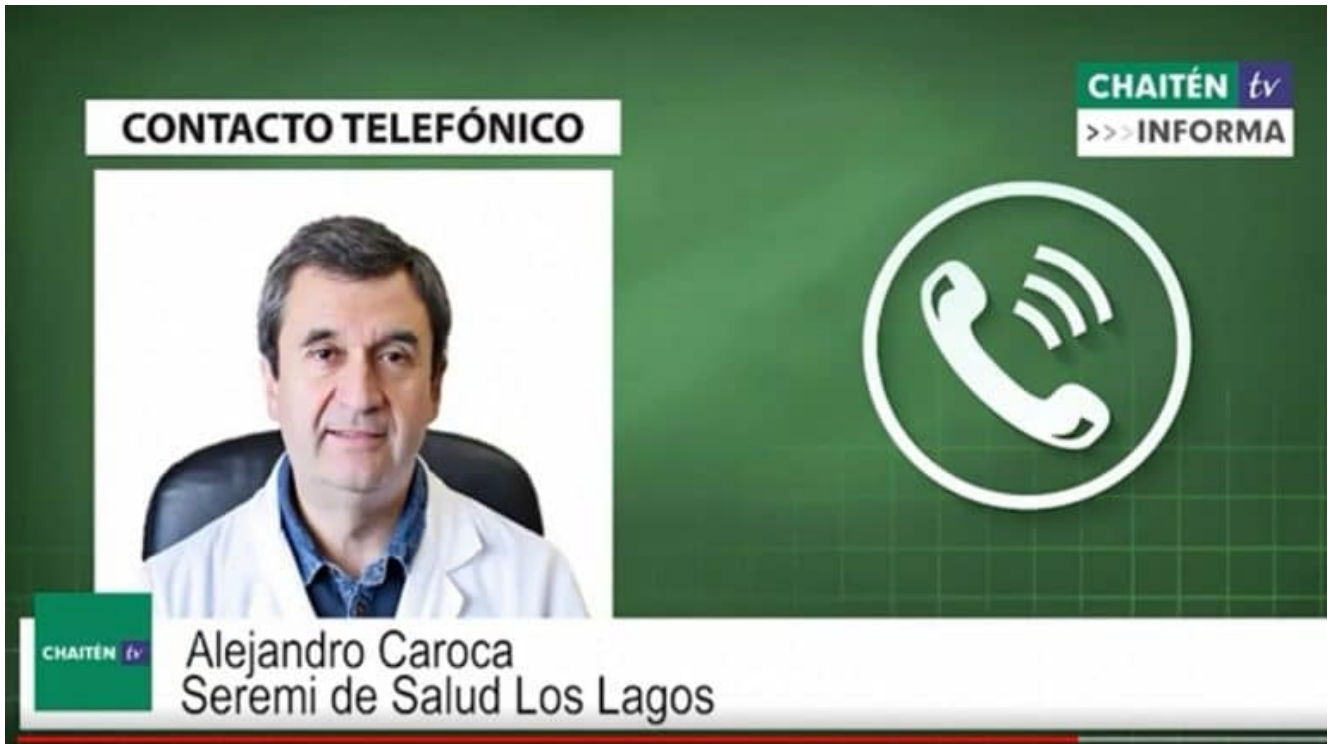 CONTACTO TELEFÓNICO
CHAITÉN tv
>>>INFORMA
CHAITÉN tv
Alejandro Caroca
Seremi de Salud Los Lagos